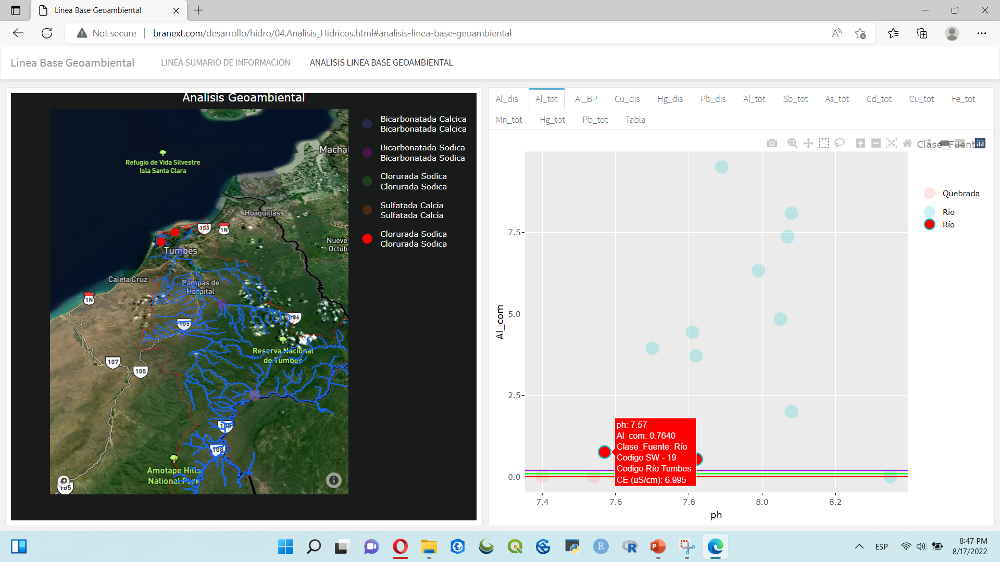 Linea Base Geoambiental
Not secure
branext.com/desarrollo/hidro/04.Analisis_Hidricos.html#analisis-linea-base-geoambiental
Linea Base Geoambiental
LINEA SUMARIO DE INFORMACION
ANALISIS LINEA BASE GEOAMBIENTAL
Analisis Geoambiental
Refugio de Vida Silvestre
Isla Santa Clara
Machal
Huaquillas
103
1N
Nueve
Octub
Tumbes
Caleta Cruz
Pampas de
Hospital
1N
106
105
Reserva Nacional
de Tumbes
107
105
108
Amotape Hills
National Park
105
Bicarbonatada Calcica
Bicarbonatada Calcica
Bicarbonatada Sodica
Bicarbonatada Sodica
Clorurada Sodica
Clorurada Sodica
Sulfatada Calcia
Sulfatada Calcia
Clorurada Sodica
Clorurada Sodica
Al_dis Al_tot Al_BP Cu_dis Hg_dis Pb_dis Al_tot Sb_tot As_tot Cd_tot Cu_tot Fe_tot
Mn_tot Hg_tot Pb_tot Tabla
Clase_Fuent
Quebrada
Río
Río
Al_com
7.5
5.0
2.5
0.0
ph: 7.57
Al_com: 0.7640
Clase_Fuente: Río
Codigo SW - 19
Codigo Río Tumbes
CE (uS/cm): 6.995
7.4 7.6 7.8 8.0 8.2
ph
ESP
8:47 PM
8/17/2022